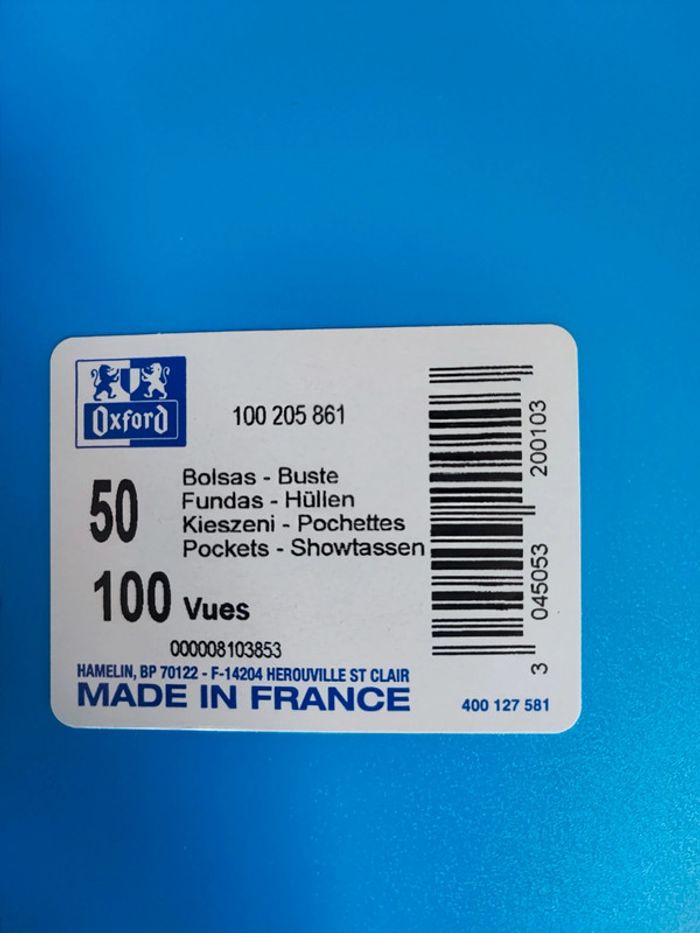 Oxford
100 205 861
50
Bolsas - Buste
Fundas - Hüllen
Kieszeni - Pochettes
Pockets - Showtassen
100 Vues
000008103853
HAMELIN, BP 70122 - F-14204 HEROUVILLE ST CLAIR
MADE IN FRANCE
400 127 581
3 045053 200103